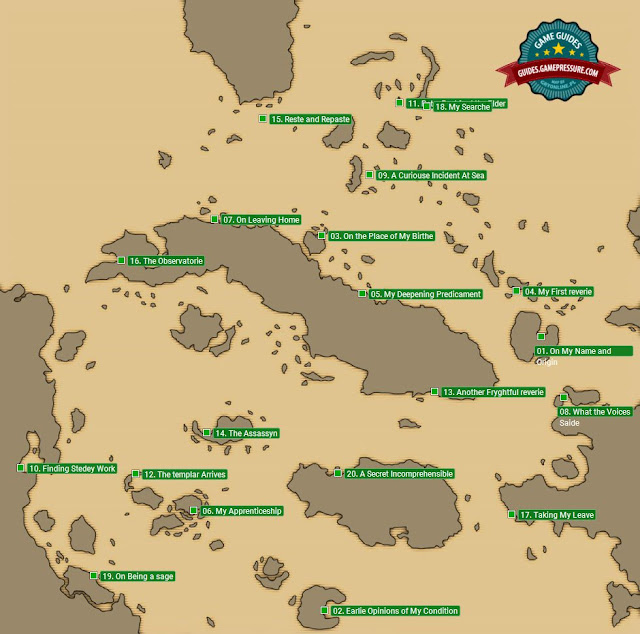 GAME GUIDES
GUIDES.GAMEPRESSURE.COM
11.
18. My Searche
15. Reste and Repaste
09. A Curiouse Incident At Sea
07. On Leaving Home
03. On the Place of My Birthe
16. The Observatorie
05. My Deepening Predicament
04. My First reverie
01. On My Name and
Origin
13. Another Fryghtful reverie
08. What the Voices
Saide
14. The Assassyn
10. Finding Stedey Work
12. The templar Arrives
20. A Secret Incomprehensible
06. My Apprenticeship
17. Taking My Leave
19. On Being a sage
02. Earlie Opinions of My Condition